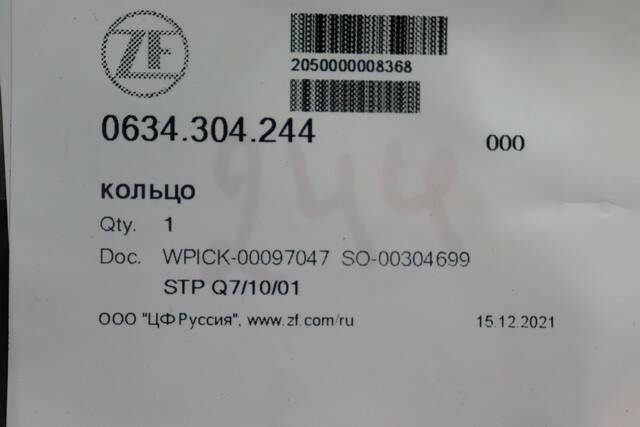 ZF
2050000008368
0634.304.244
000
кольцо
Qty. 1
Doc. WPICK-00097047 SO-00304699
STP Q7/10/01
ООО "ЦФ Руссия", www.zf.com/ru 15.12.2021
244